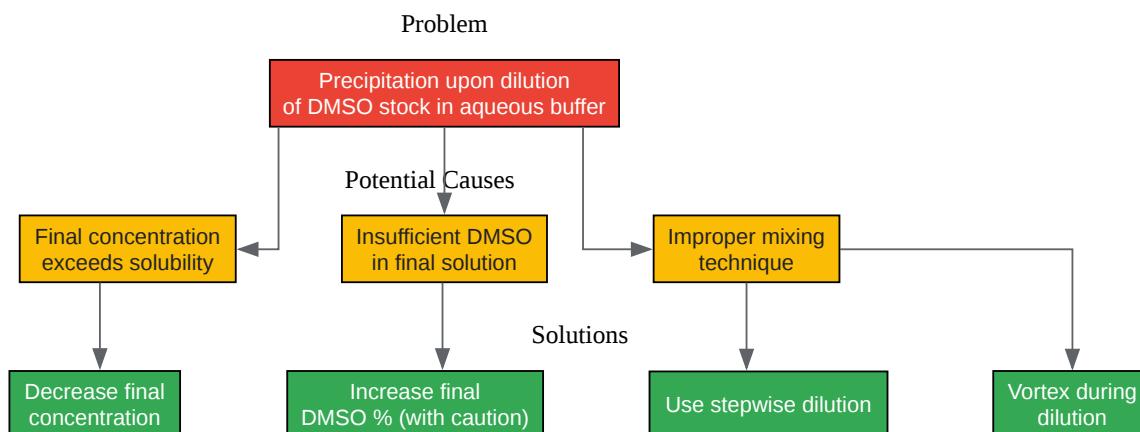 Problem
Precipitation upon dilution
of DMSO stock in aqueous buffer
Potential Causes
Final concentration
exceeds solubility
Insufficient DMSO
in final solution
Improper mixing
technique
Solutions
Decrease final
concentration
Increase final
DMSO % (with caution)
Use stepwise dilution
Vortex during
dilution